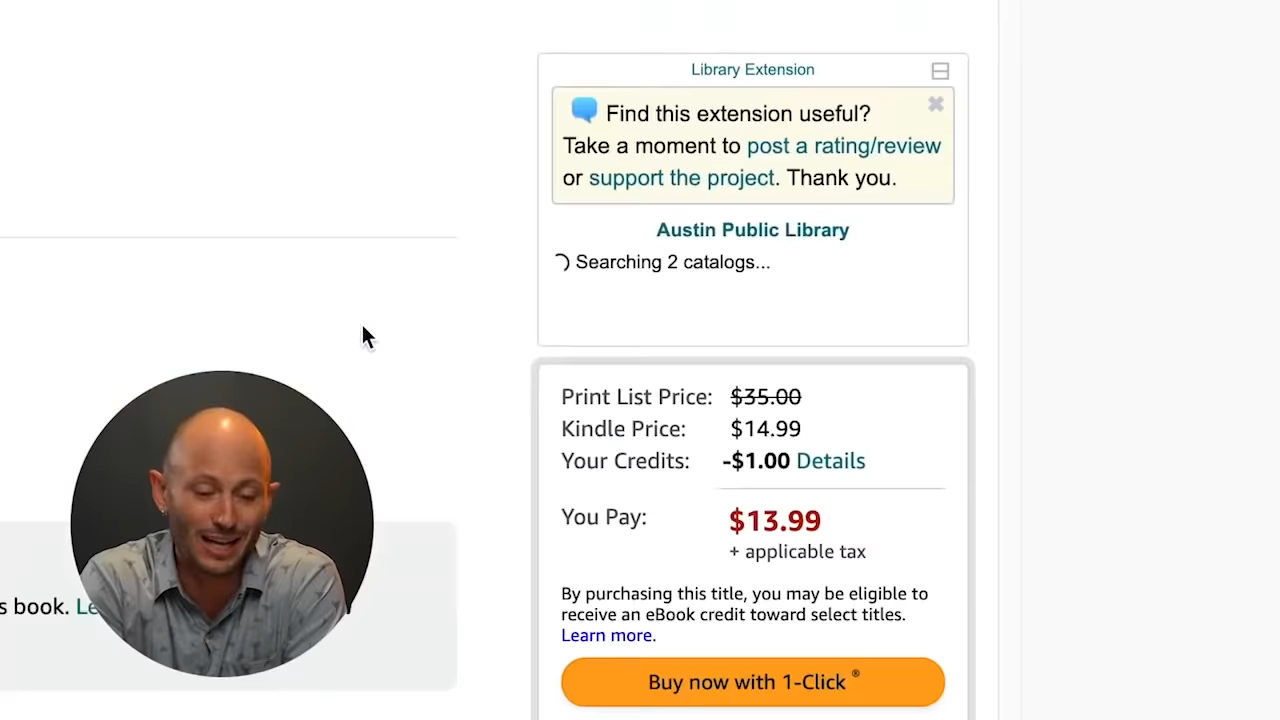 Library Extension
Find this extension useful?
Take a moment to post a rating/review
or support the project. Thank you.
Austin Public Library
Searching 2 catalogs...
Print List Price: $35.00
Kindle Price: $14.99
Your Credits: -$1.00 Details
You Pay: $13.99
+ applicable tax
By purchasing this title, you may be eligible to
receive an eBook credit toward select titles.
Learn more.
s book. Le
Buy now with 1-Click ®